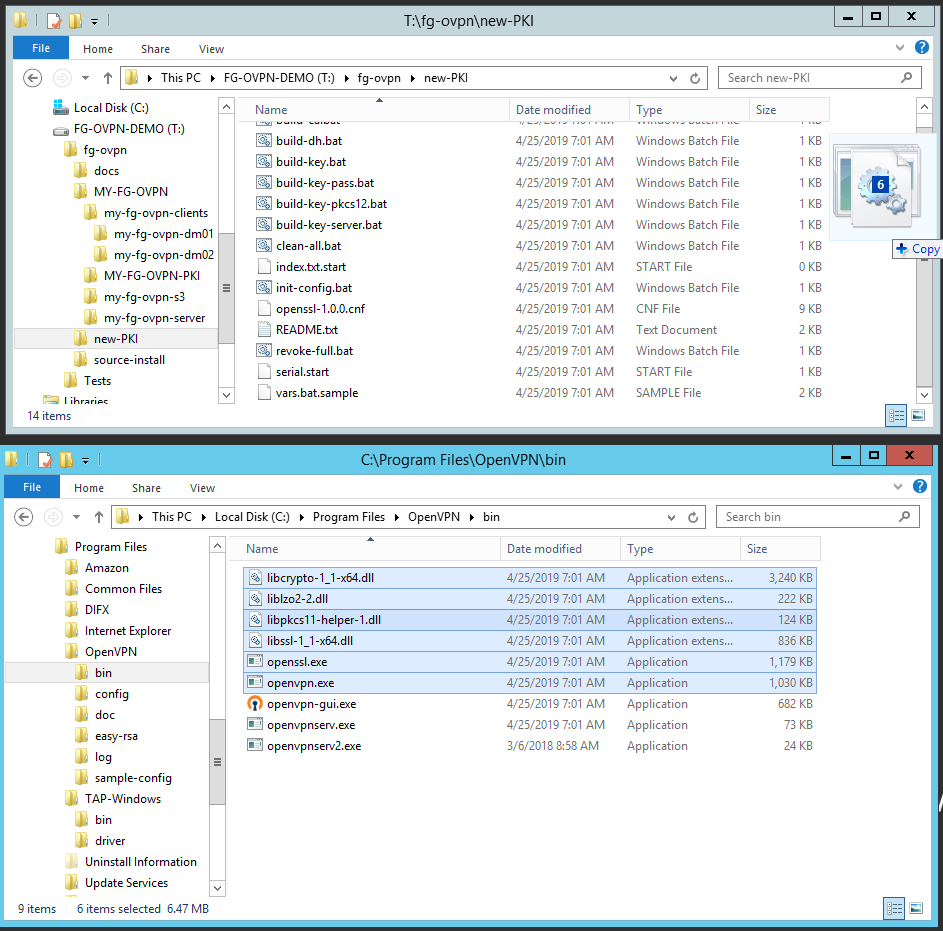 T:\fg-ovpn\new-PKI
File Home Share View
This PC FG-OVPN-DEMO (T:) fg-ovpn new-PKI Search new-PKI
Local Disk (C:)
FG-OVPN-DEMO (T:)
fg-ovpn
docs
MY-FG-OVPN
my-fg-ovpn-clients
my-fg-ovpn-dm01
my-fg-ovpn-dm02
MY-FG-OVPN-PKI
my-fg-ovpn-s3
my-fg-ovpn-server
new-PKI
source-install
Tests
Libraries
Name Date modified Type Size
build-dh.bat 4/25/2019 7:01 AM Windows Batch File 1 KB
build-key.bat 4/25/2019 7:01 AM Windows Batch File 1 KB
build-key-pass.bat 4/25/2019 7:01 AM Windows Batch File 1 KB
build-key-pkcs12.bat 4/25/2019 7:01 AM Windows Batch File 1 KB
build-key-server.bat 4/25/2019 7:01 AM Windows Batch File 1 KB
clean-all.bat 4/25/2019 7:01 AM Windows Batch File 1 KB
index.txt.start 4/25/2019 7:01 AM START File 0 KB
init-config.bat 4/25/2019 7:01 AM Windows Batch File 1 KB
openssl-1.0.0.cnf 4/25/2019 7:01 AM CNF File 9 KB
README.txt 4/25/2019 7:01 AM Text Document 2 KB
revoke-full.bat 4/25/2019 7:01 AM Windows Batch File 1 KB
serial.start 4/25/2019 7:01 AM START File 1 KB
vars.bat.sample 4/25/2019 7:01 AM SAMPLE File 2 KB
6
Copy
14 items
C:\Program Files\OpenVPN\bin
File Home Share View
This PC Local Disk (C:) Program Files OpenVPN bin Search bin
Program Files
Amazon
Common Files
DIFX
Internet Explorer
OpenVPN
bin
config
doc
easy-rsa
log
sample-config
TAP-Windows
bin
driver
Uninstall Information
Update Services
Name Date modified Type Size
libcrypto-1_1-x64.dll 4/25/2019 7:01 AM Application extens... 3,240 KB
liblzo2-2.dll 4/25/2019 7:01 AM Application extens... 222 KB
libpkcs11-helper-1.dll 4/25/2019 7:01 AM Application extens... 124 KB
libssl-1_1-x64.dll 4/25/2019 7:01 AM Application extens... 836 KB
openssl.exe 4/25/2019 7:01 AM Application 1,179 KB
openvpn.exe 4/25/2019 7:01 AM Application 1,030 KB
openvpn-gui.exe 4/25/2019 7:01 AM Application 682 KB
openvpnserv.exe 4/25/2019 7:01 AM Application 73 KB
openvpnserv2.exe 3/6/2018 8:58 AM Application 24 KB
9 items 6 items selected 6.47 MB